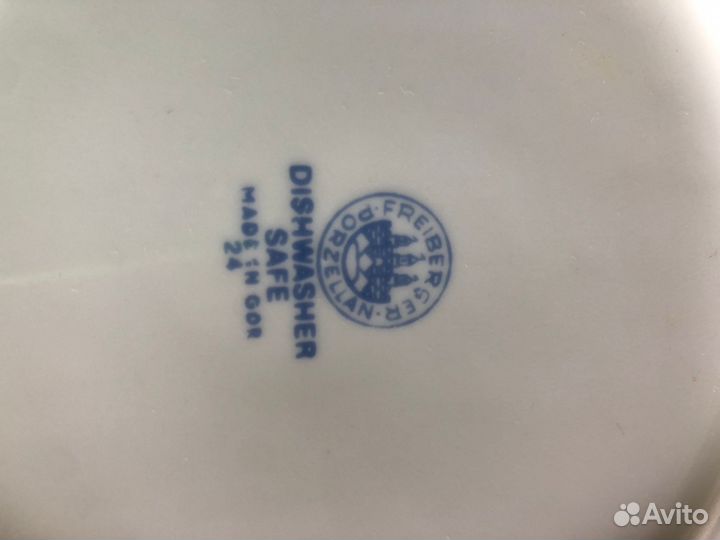 FREIBERGER · PORZELLAN ·
DISHWASHER
SAFE
MADE IN GDR
24
Avito